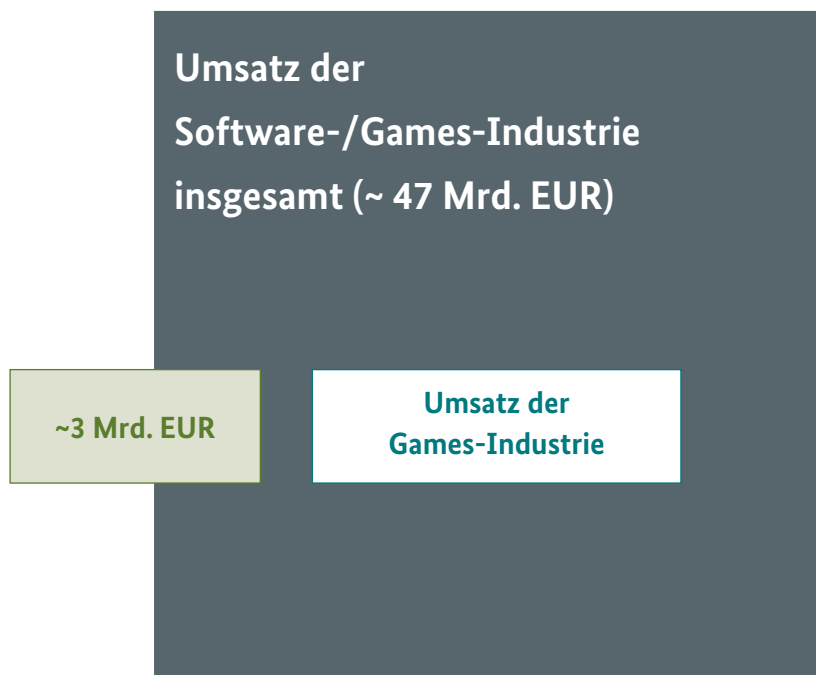 Umsatz der
Software-/Games-Industrie
insgesamt (~ 47 Mrd. EUR)
~3 Mrd. EUR
Umsatz der
Games-Industrie